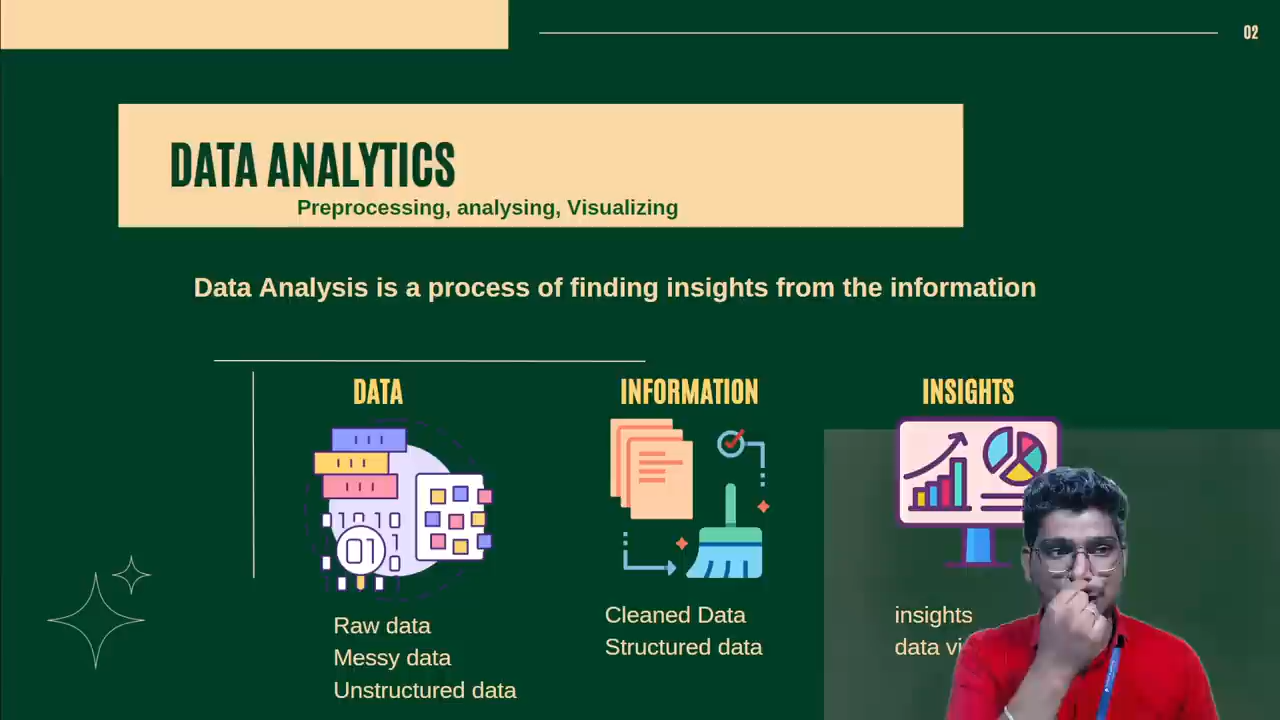 02
DATA ANALYTICS
Preprocessing, analysing, Visualizing
Data Analysis is a process of finding insights from the information
DATA
INFORMATION
INSIGHTS
01
Raw data
Messy data
Unstructured data
Cleaned Data
Structured data
insights
data